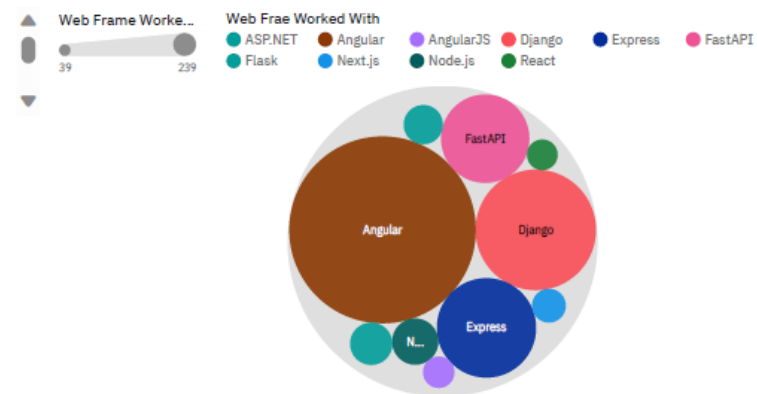 Web Frame Worke...
39
239
Web Frae Worked With
ASP.NET
Angular
AngularJS
Django
Express
FastAPI
Flask
Next.js
Node.js
React
FastAPI
Angular
Django
Express
N...